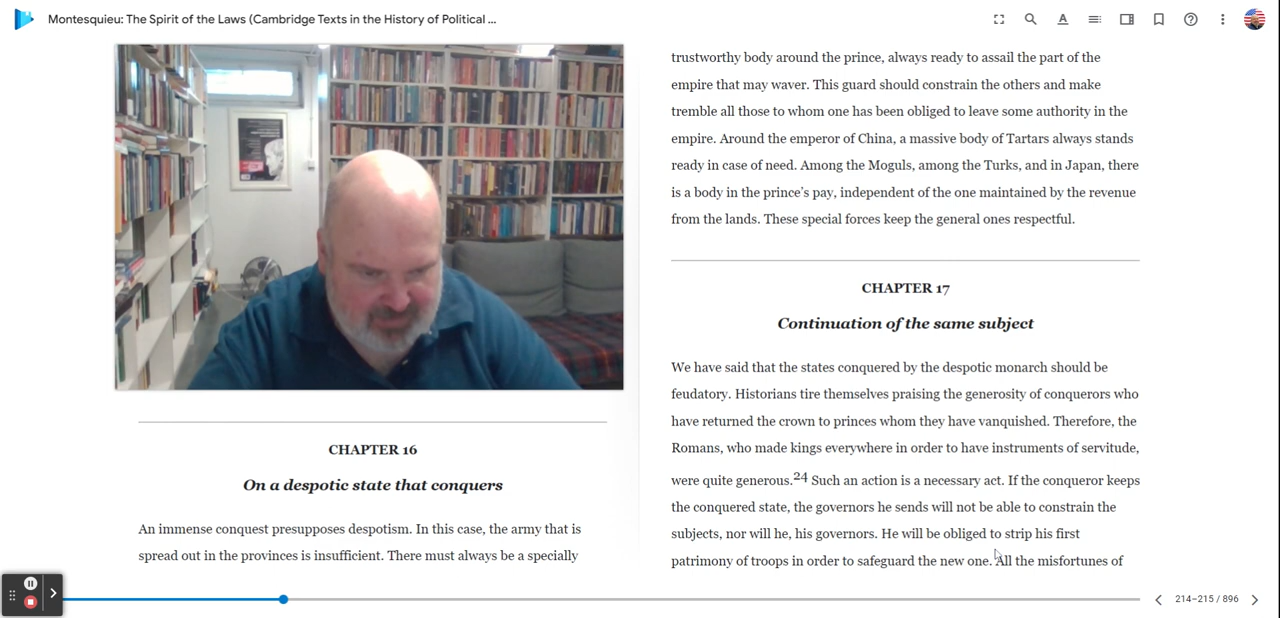 Montesquieu: The Spirit of the Laws (Cambridge Texts in the History of Political ...
CHAPTER 16
On a despotic state that conquers
An immense conquest presupposes despotism. In this case, the army that is
spread out in the provinces is insufficient. There must always be a specially
trustworthy body around the prince, always ready to assail the part of the
empire that may waver. This guard should constrain the others and make
tremble all those to whom one has been obliged to leave some authority in the
empire. Around the emperor of China, a massive body of Tartars always stands
ready in case of need. Among the Moguls, among the Turks, and in Japan, there
is a body in the prince's pay, independent of the one maintained by the revenue
from the lands. These special forces keep the general ones respectful.
CHAPTER 17
Continuation of the same subject
We have said that the states conquered by the despotic monarch should be
feudatory. Historians tire themselves praising the generosity of conquerors who
have returned the crown to princes whom they have vanquished. Therefore, the
Romans, who made kings everywhere in order to have instruments of servitude,
were quite generous.24 Such an action is a necessary act. If the conqueror keeps
the conquered state, the governors he sends will not be able to constrain the
subjects, nor will he, his governors. He will be obliged to strip his first
patrimony of troops in order to safeguard the new one. All the misfortunes of
214–215 / 896